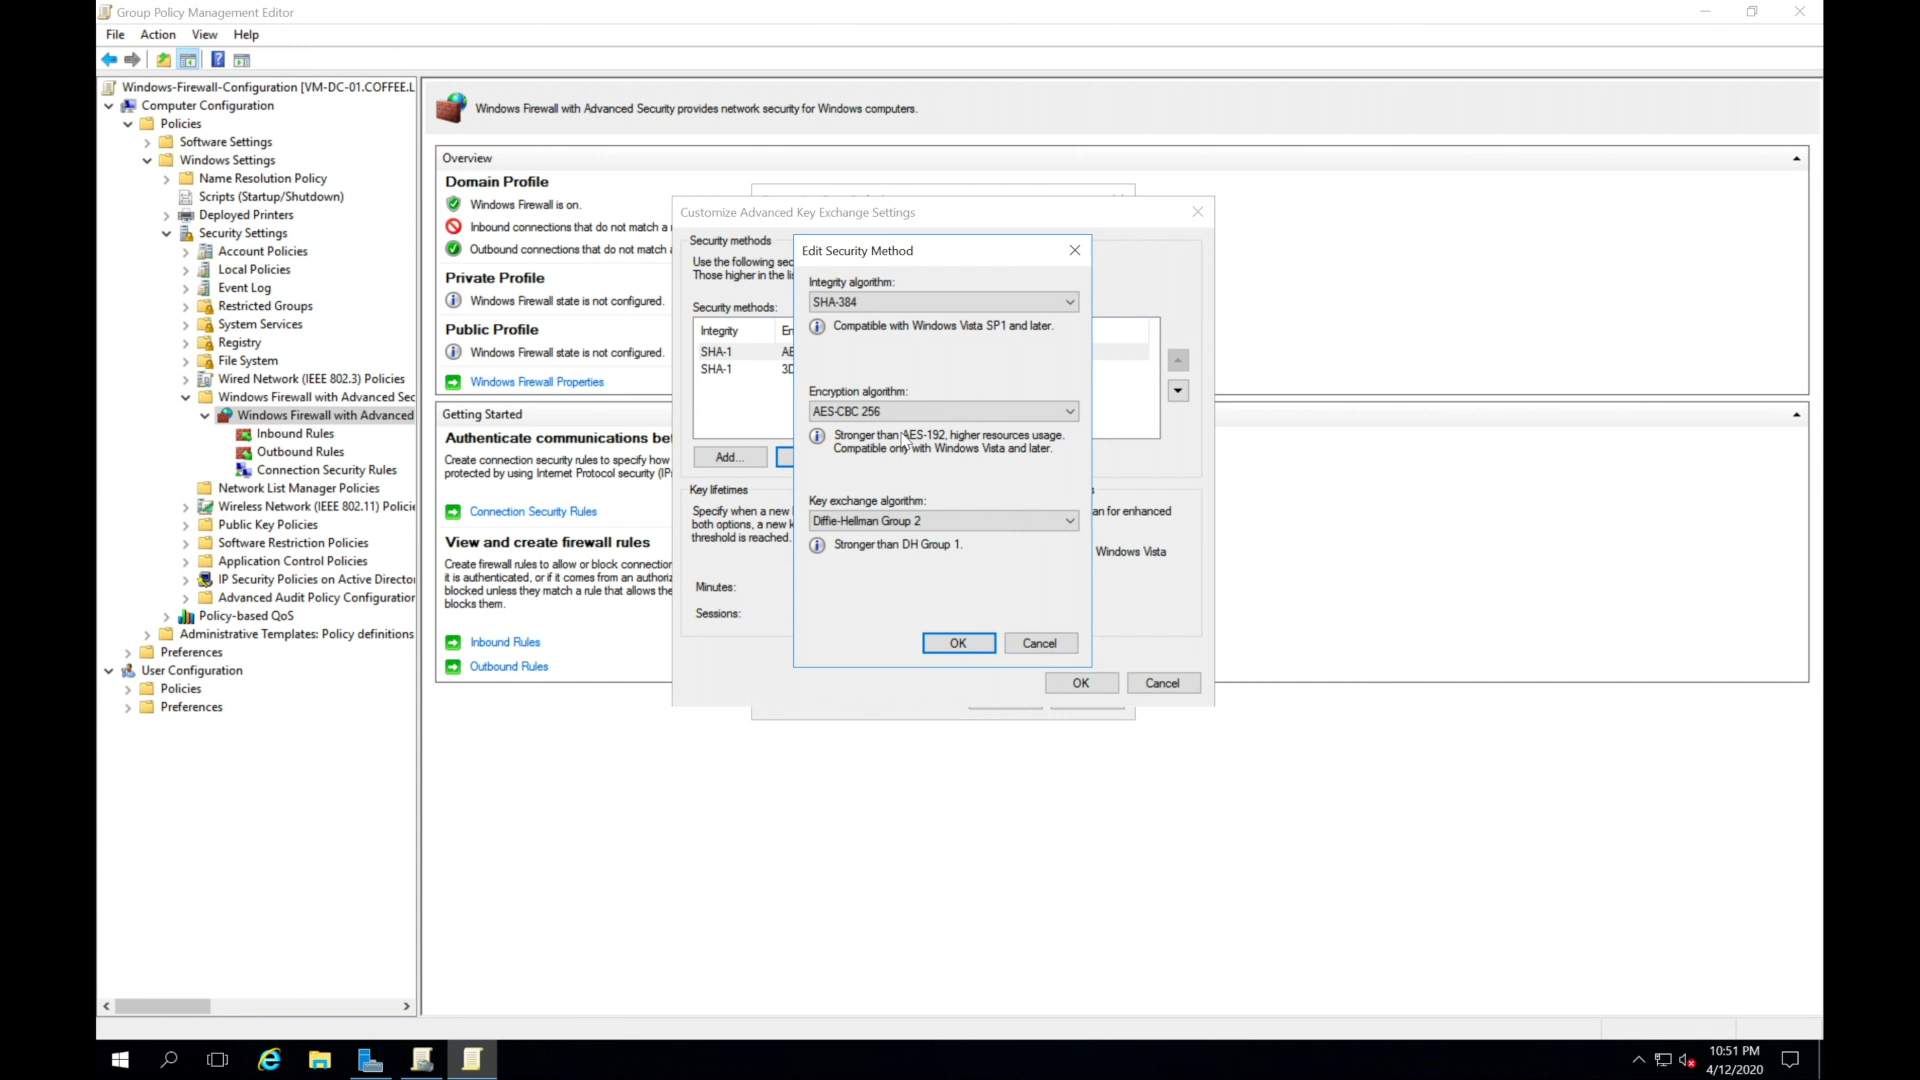 Group Policy Management Editor
File Action View Help
Windows-Firewall-Configuration [VM-DC-01.COFFEE.L
Computer Configuration
Policies
Software Settings
Windows Settings
Name Resolution Policy
Scripts (Startup/Shutdown)
Deployed Printers
Security Settings
Account Policies
Local Policies
Event Log
Restricted Groups
System Services
Registry
File System
Wired Network (IEEE 802.3) Policies
Windows Firewall with Advanced Sec
Windows Firewall with Advanced
Inbound Rules
Outbound Rules
Connection Security Rules
Network List Manager Policies
Wireless Network (IEEE 802.11) Policie
Public Key Policies
Software Restriction Policies
Application Control Policies
IP Security Policies on Active Director
Advanced Audit Policy Configuration
Policy-based QoS
Administrative Templates: Policy definitions
Preferences
User Configuration
Policies
Preferences
Windows Firewall with Advanced Security provides network security for Windows computers.
Overview
Domain Profile
Windows Firewall is on.
Inbound connections that do not match a
Outbound connections that do not match a
Private Profile
Windows Firewall state is not configured.
Public Profile
Windows Firewall state is not configured.
Windows Firewall Properties
Getting Started
Authenticate communications be
Create connection security rules to specify how
protected by using Internet Protocol security (IP
Connection Security Rules
View and create firewall rules
Create firewall rules to allow or block connection
it is authenticated, or if it comes from an authoriz
blocked unless they match a rule that allows the
blocks them.
Inbound Rules
Outbound Rules
Customize Advanced Key Exchange Settings
Security methods
Use the following sec
Those higher in the li
Security methods:
Integrity En
SHA-1 AE
SHA-1 3D
Add...
Key lifetimes
Specify when a new
both options, a new k
threshold is reached.
Minutes:
Sessions:
an for enhanced
Windows Vista
OK Cancel
Edit Security Method
Integrity algorithm:
SHA-384
Compatible with Windows Vista SP1 and later.
Encryption algorithm:
AES-CBC 256
Stronger than AES-192, higher resources usage.
Compatible only with Windows Vista and later.
Key exchange algorithm:
Diffie-Hellman Group 2
Stronger than DH Group 1.
OK Cancel
10:51 PM
4/12/2020